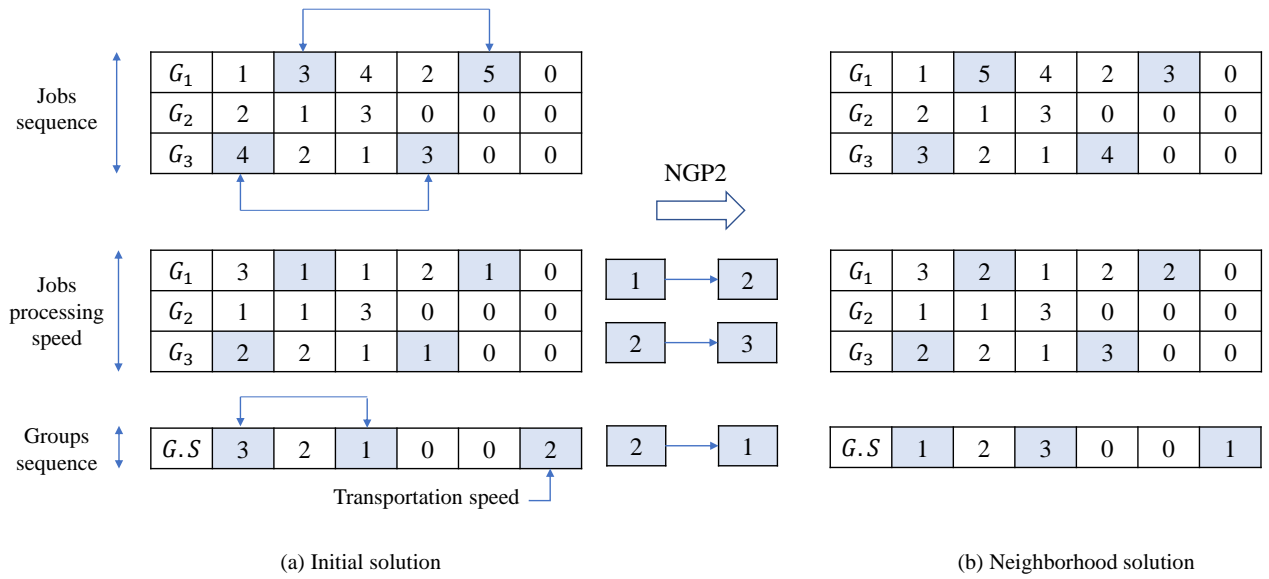 Jobs
sequence
G₁ 1 3 4 2 5 0
G₂ 2 1 3 0 0 0
G₃ 4 2 1 3 0 0
NGP2
G₁ 1 5 4 2 3 0
G₂ 2 1 3 0 0 0
G₃ 3 2 1 4 0 0
Jobs
processing
speed
G₁ 3 1 1 2 1 0
G₂ 1 1 3 0 0 0
G₃ 2 2 1 1 0 0
1 2
2 3
G₁ 3 2 1 2 2 0
G₂ 1 1 3 0 0 0
G₃ 2 2 1 3 0 0
Groups
sequence
G.S 3 2 1 0 0 2
2 1
G.S 1 2 3 0 0 1
Transportation speed
(a) Initial solution
(b) Neighborhood solution